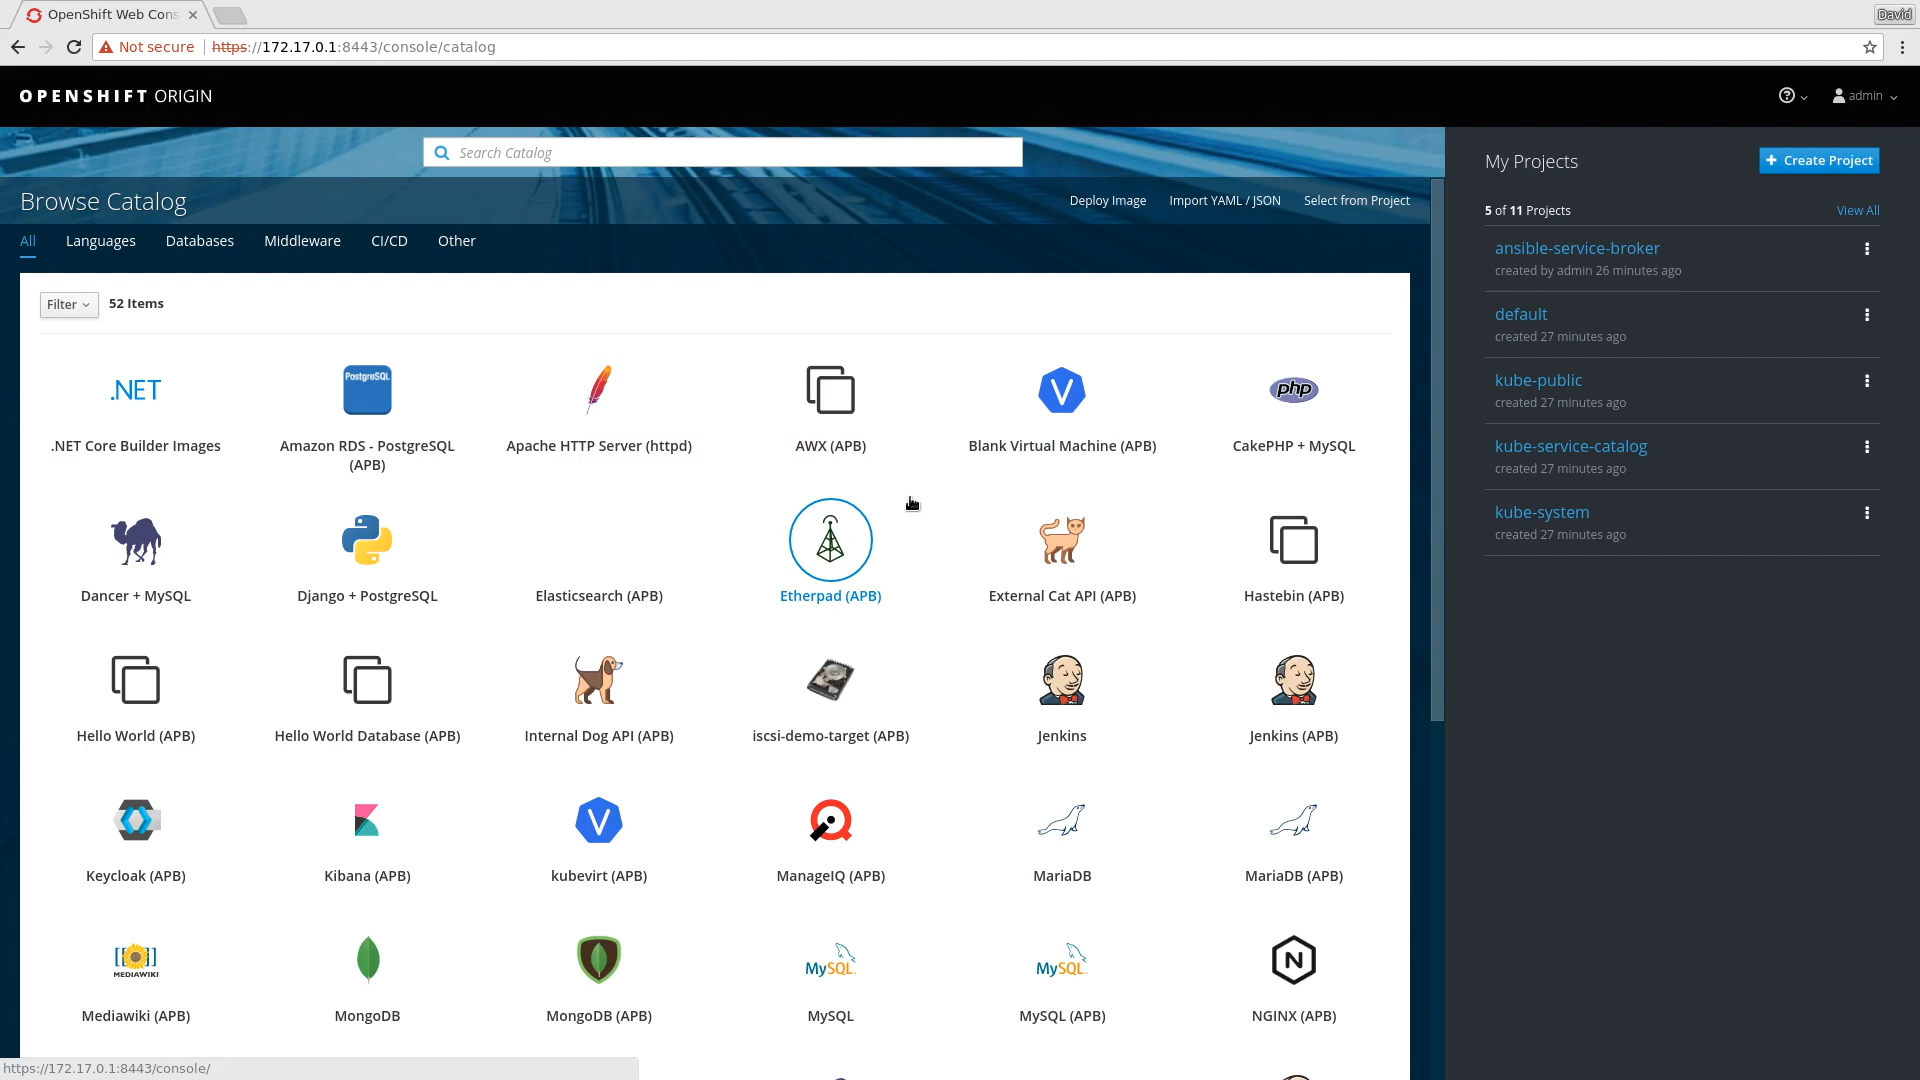 OpenShift Web Cons
David
Not secure
https://172.17.0.1:8443/console/catalog
OPENSHIFT ORIGIN
admin
Search Catalog
My Projects
Create Project
Browse Catalog
Deploy Image
Import YAML / JSON
Select from Project
5 of 11 Projects
View All
All
Languages
Databases
Middleware
CI/CD
Other
ansible-service-broker
created by admin 26 minutes ago
default
created 27 minutes ago
kube-public
created 27 minutes ago
kube-service-catalog
created 27 minutes ago
kube-system
created 27 minutes ago
Filter
52 Items
.NET
PostgreSQL
php
.NET Core Builder Images
Amazon RDS - PostgreSQL
(APB)
Apache HTTP Server (httpd)
AWX (APB)
V
Blank Virtual Machine (APB)
CakePHP + MySQL
Dancer + MySQL
Django + PostgreSQL
Elasticsearch (APB)
Etherpad (APB)
External Cat API (APB)
Hastebin (APB)
Hello World (APB)
Hello World Database (APB)
Internal Dog API (APB)
iscsi-demo-target (APB)
Jenkins
Jenkins (APB)
V
Keycloak (APB)
Kibana (APB)
kubevirt (APB)
ManageIQ (APB)
MariaDB
MariaDB (APB)
MEDIAWIKI
MySQL
MySQL
N
Mediawiki (APB)
MongoDB
MongoDB (APB)
MySQL
MySQL (APB)
NGINX (APB)
https://172.17.0.1:8443/console/